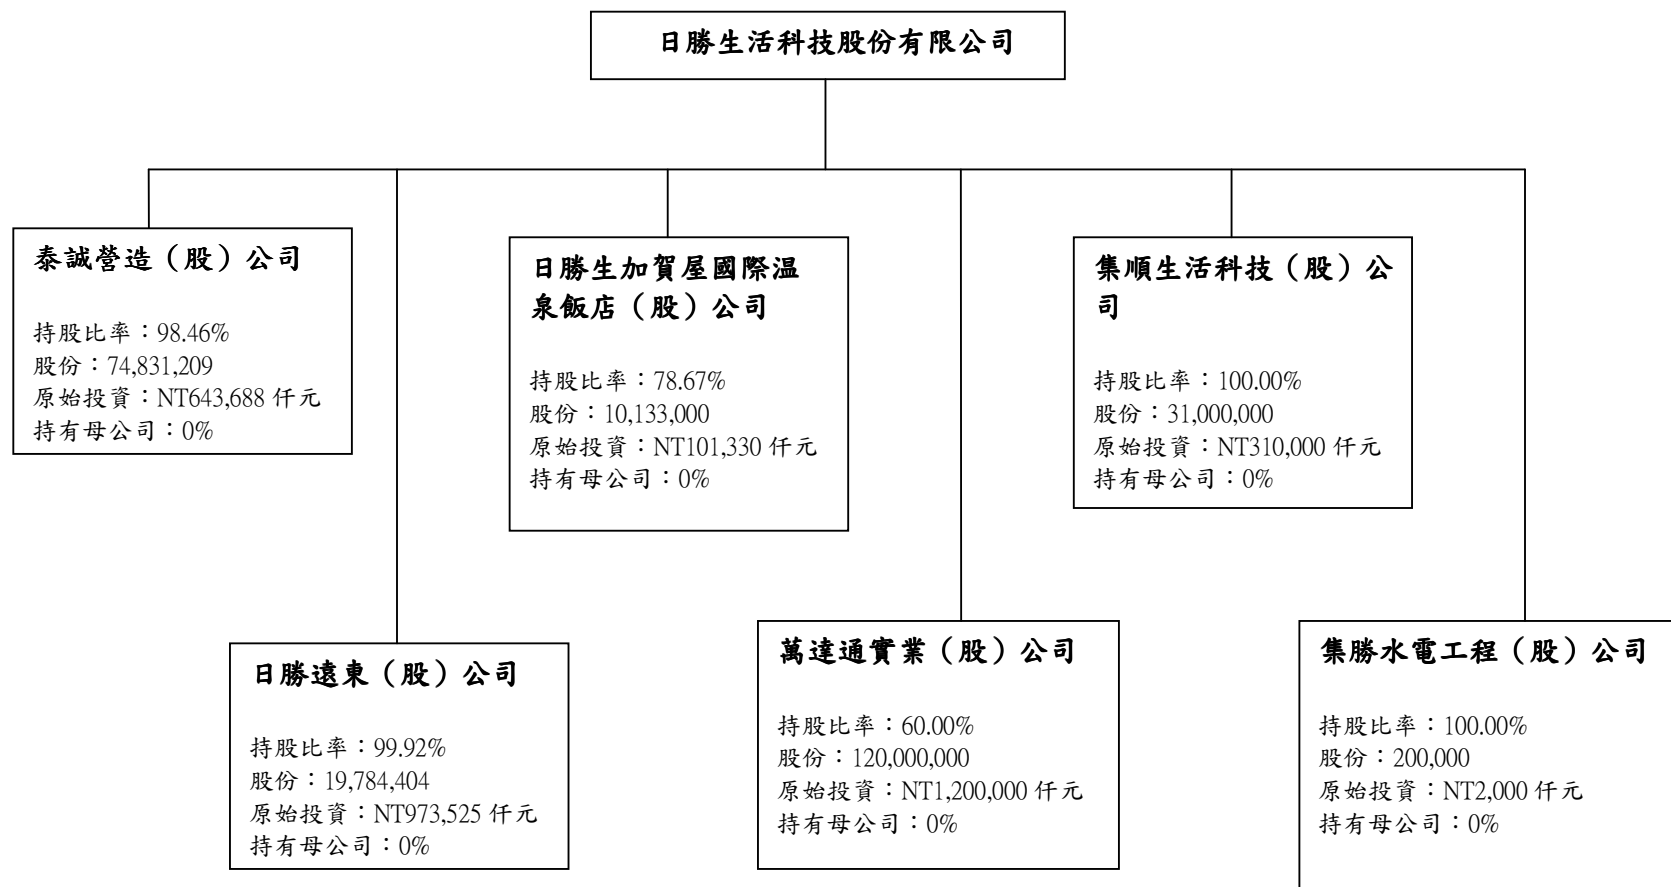 日勝生活科技股份有限公司
泰誠營造（股）公司
持股比率：98.46%
股份：74,831,209
原始投資：NT643,688 仟元
持有母公司：0%
日勝生加賀屋國際溫
泉飯店（股）公司
持股比率：78.67%
股份：10,133,000
原始投資：NT101,330 仟元
持有母公司：0%
集順生活科技（股）公
司
持股比率：100.00%
股份：31,000,000
原始投資：NT310,000 仟元
持有母公司：0%
日勝遠東（股）公司
持股比率：99.92%
股份：19,784,404
原始投資：NT973,525 仟元
持有母公司：0%
萬達通實業（股）公司
持股比率：60.00%
股份：120,000,000
原始投資：NT1,200,000 仟元
持有母公司：0%
集勝水電工程（股）公司
持股比率：100.00%
股份：200,000
原始投資：NT2,000 仟元
持有母公司：0%